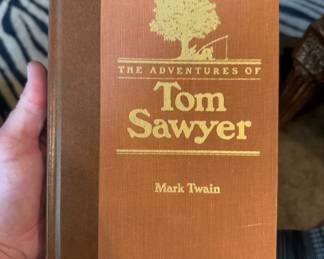 THE ADVENTURES OF
Tom
Sawyer
Mark Twain